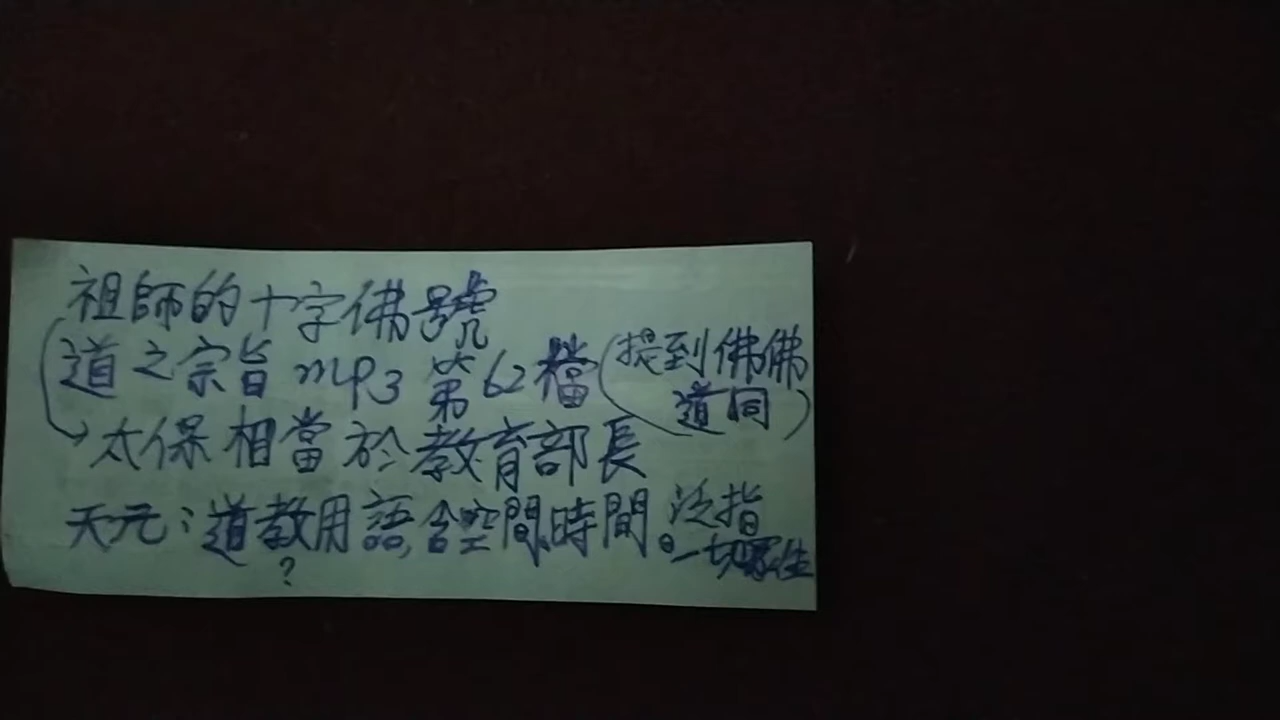 祖師的十字佛號
道之宗旨 mp3 第62檔(提到佛佛
道同)
→太保相當於教育部長
天元:道教用語,含空間、時間。泛指
一切眾生
?